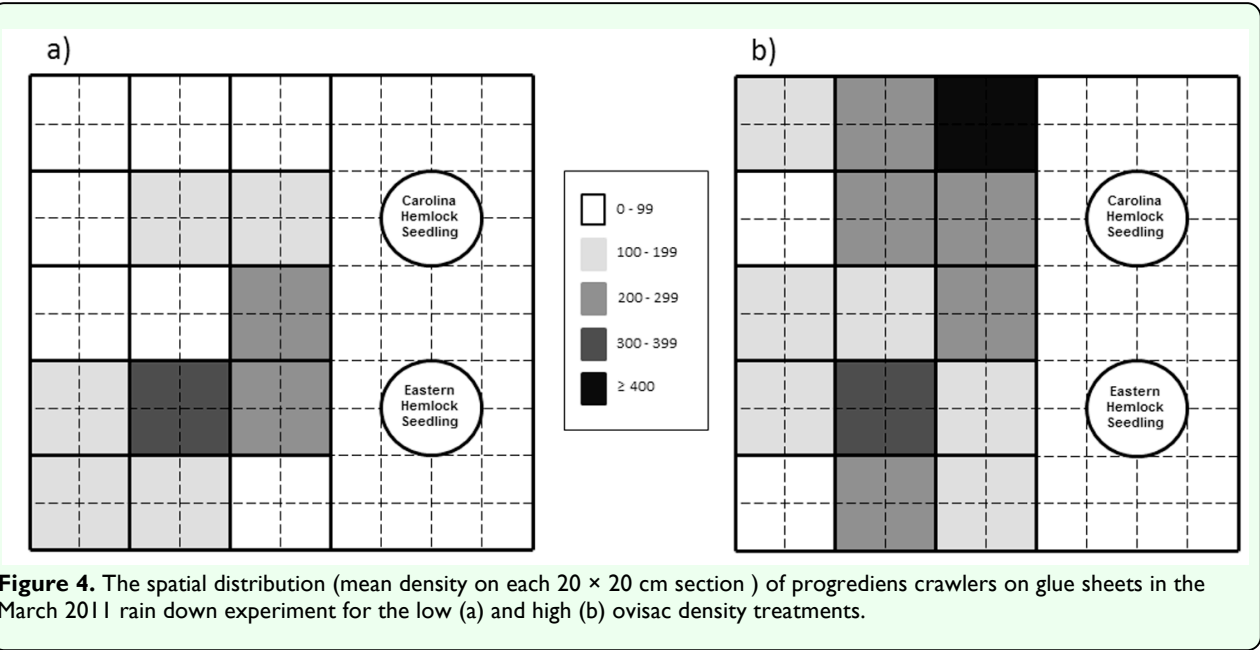 a)
b)
Carolina
Hemlock
Seedling
Eastern
Hemlock
Seedling
0 - 99
100 - 199
200 - 299
300 - 399
≥ 400
Carolina
Hemlock
Seedling
Eastern
Hemlock
Seedling
Figure 4. The spatial distribution (mean density on each 20 × 20 cm section ) of progrediens crawlers on glue sheets in the
March 2011 rain down experiment for the low (a) and high (b) ovisac density treatments.